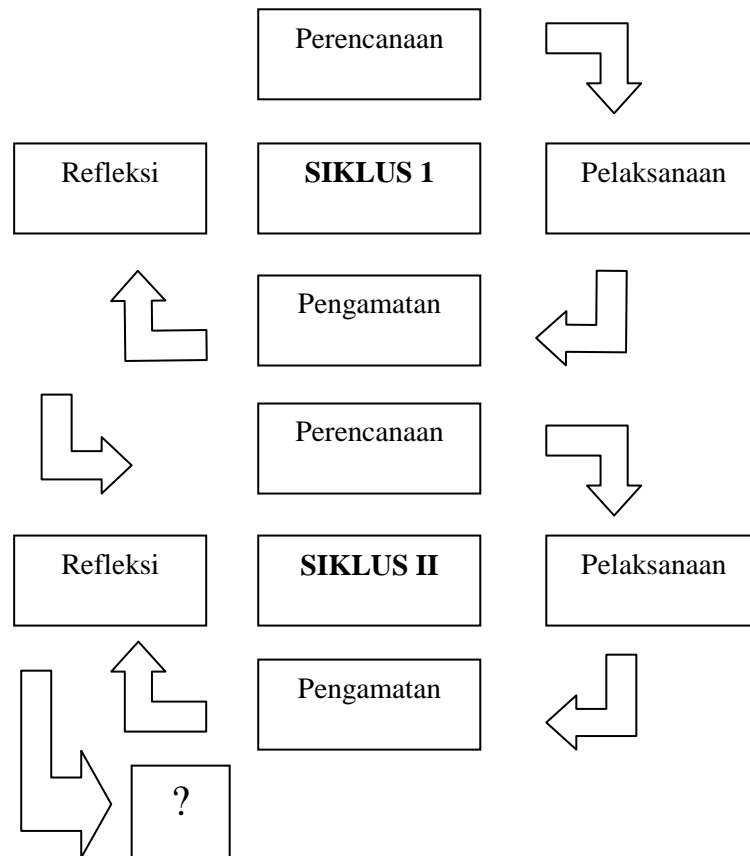 Perencanaan
Refleksi
SIKLUS 1
Pelaksanaan
Pengamatan
Perencanaan
Refleksi
SIKLUS II
Pelaksanaan
Pengamatan
?